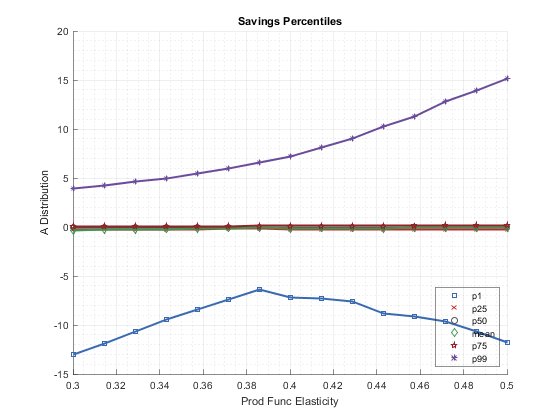 Savings Percentiles
20
15
10
5
0
-5
-10
-15
A Distribution
0.3 0.32 0.34 0.36 0.38 0.4 0.42 0.44 0.46 0.48 0.5
Prod Func Elasticity
p1
p25
p50
mean
p75
p99